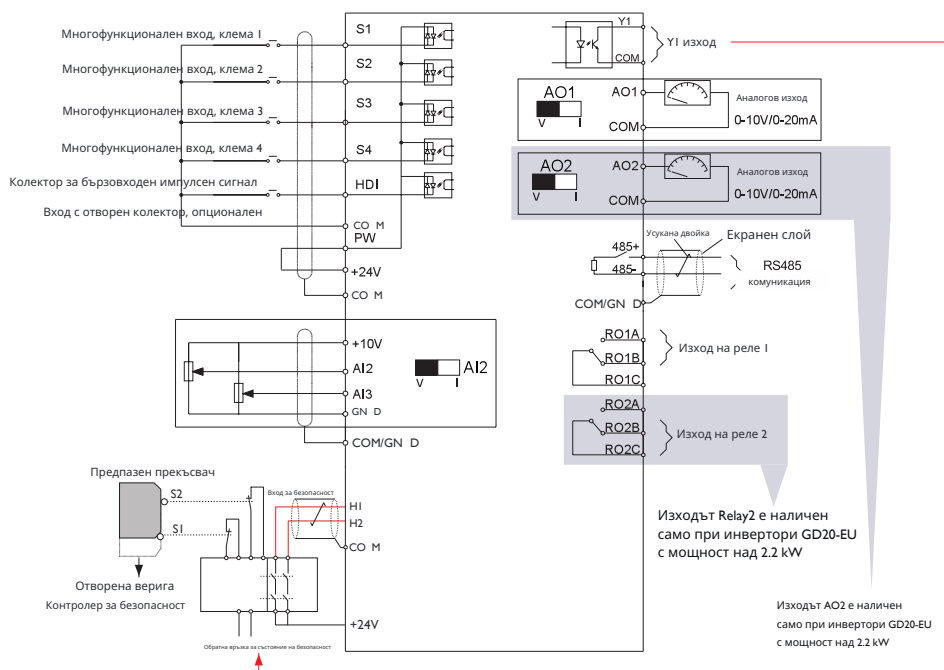 Многофункционален вход, клема 1
S1
Многофункционален вход, клема 2
S2
Многофункционален вход, клема 3
S3
Многофункционален вход, клема 4
S4
Колектор за бързовходен импулсен сигнал
HDI
Вход с отворен колектор, опционален
CO M
PW
+24V
CO M
Y1
COM
Y1 изход
AO1
V I
AO1
COM
Аналогов изход
0-10V/0-20mA
AO2
V I
AO2
COM
Аналогов изход
0-10V/0-20mA
Усукана двойка
Екранен слой
485+
485-
RS485
комуникация
COM/GN D
+10V
AI2
AI3
GN D
V I
AI2
COM/GN D
RO1A
RO1B
RO1C
Изход на реле 1
RO2A
RO2B
RO2C
Изход на реле 2
Предпазен прекъсвач
S2
S1
Вход за безопасност
H1
H2
CO M
Отворена верига
Контролер за безопасност
+24V
Обратна връзка за състояние на безопасност
Изходът Relay2 е наличен
само при инвертори GD20-EU
с мощност над 2.2 kW
Изходът AO2 е наличен
само при инвертори GD20-EU
с мощност над 2.2 kW